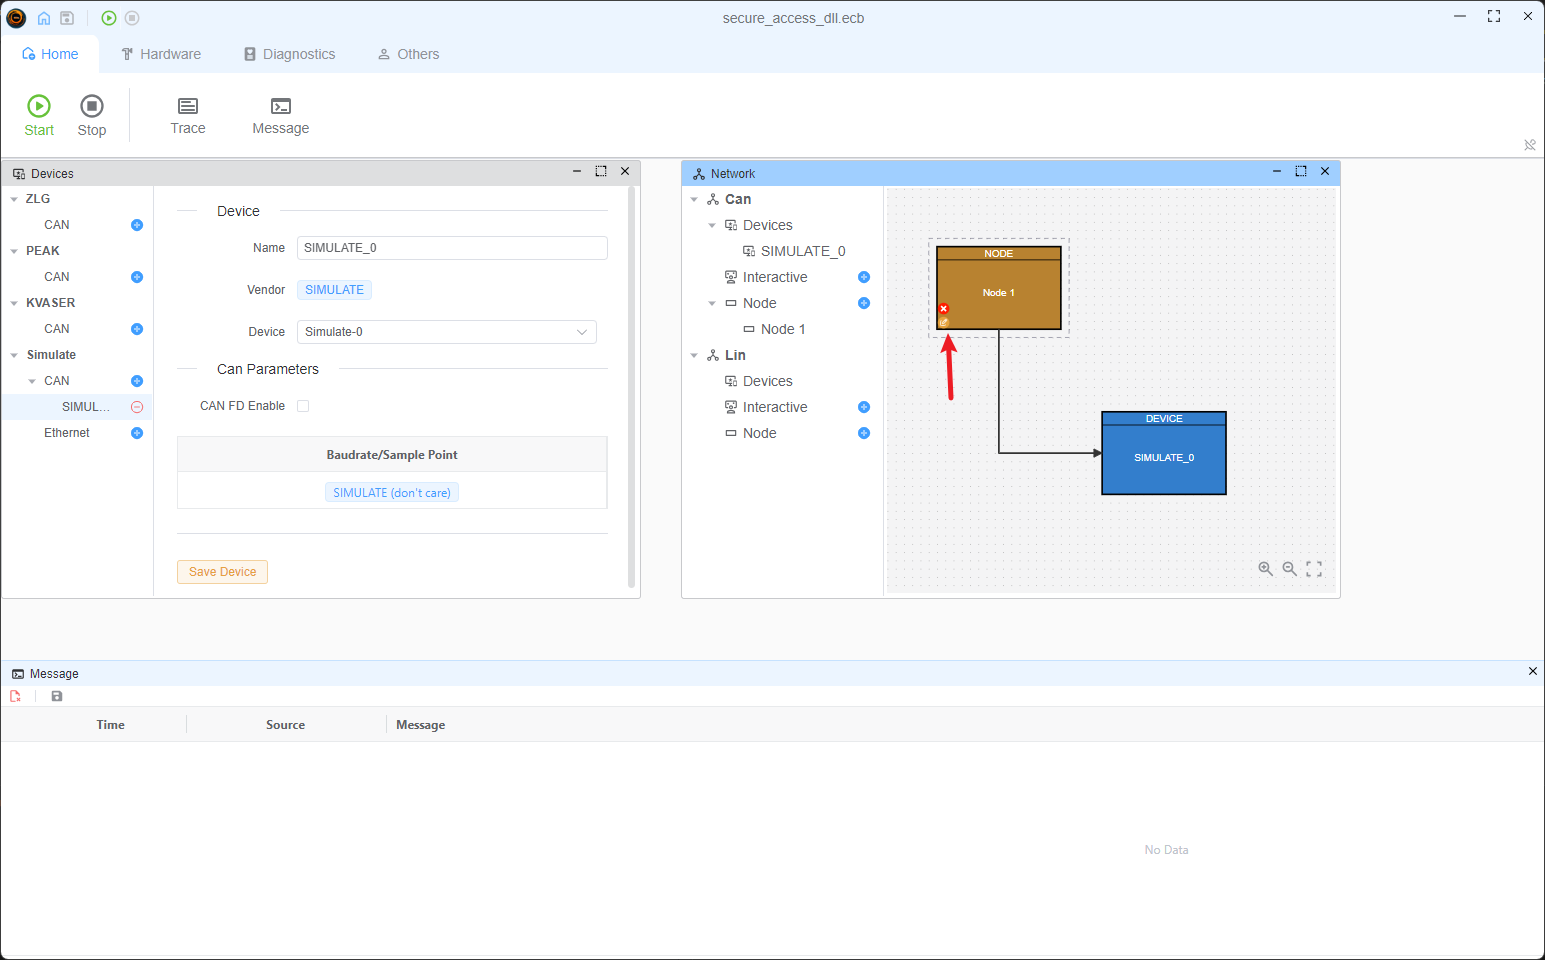 secure_access_dll.ecb
Home
Hardware
Diagnostics
Others
Start
Stop
Trace
Message
Devices
ZLG
CAN
PEAK
CAN
KVASER
CAN
Simulate
CAN
SIMUL...
Ethernet
Device
Name
SIMULATE_0
Vendor
SIMULATE
Device
Simulate-0
Can Parameters
CAN FD Enable
Baudrate/Sample Point
SIMULATE (don't care)
Save Device
Network
Can
Devices
SIMULATE_0
Interactive
Node
Node 1
Lin
Devices
Interactive
Node
NODE
Node 1
DEVICE
SIMULATE_0
Message
Time
Source
Message
No Data